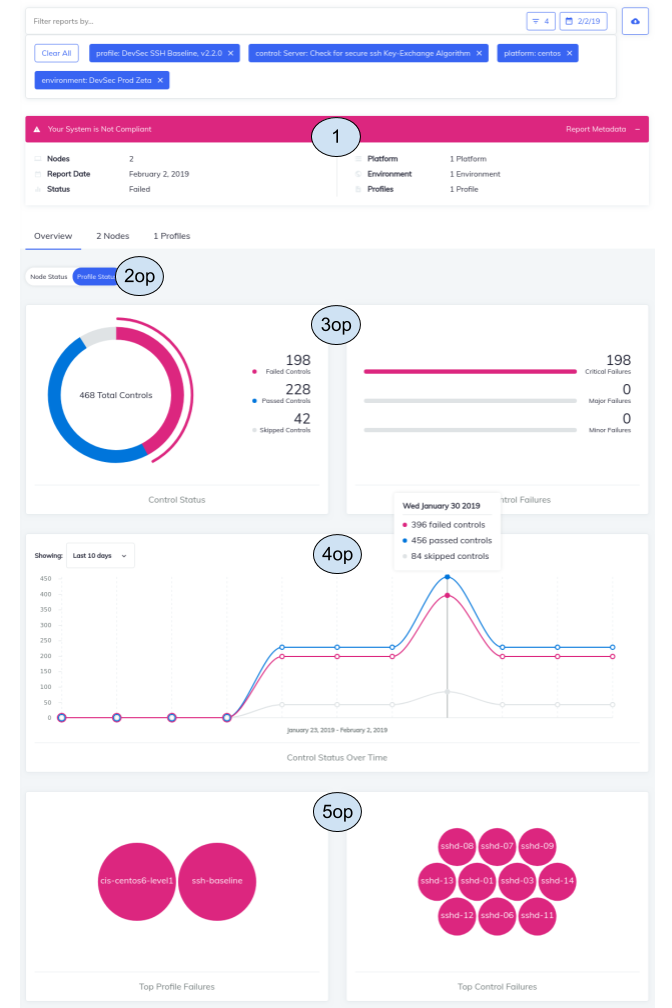 Filter reports by...
4
2/2/19
Clear All
profile: DevSec SSH Baseline, v2.2.0 ×
control: Server: Check for secure ssh Key-Exchange Algorithm ×
platform: centos ×
environment: DevSec Prod Zeta ×
Your System is Not Compliant
1
Report Metadata −
Nodes 2
Platform 1 Platform
Report Date February 2, 2019
Environment 1 Environment
Status Failed
Profiles 1 Profile
Overview 2 Nodes 1 Profiles
Node Status
Profile Status
2op
3op
468 Total Controls
198
Failed Controls
228
Passed Controls
42
Skipped Controls
Control Status
198
Critical Failures
0
Major Failures
0
Minor Failures
ntrol Failures
Wed January 30 2019
396 failed controls
456 passed controls
84 skipped controls
4op
Showing: Last 10 days
450
400
350
300
250
200
150
100
50
0
January 23, 2019 - February 2, 2019
Control Status Over Time
5op
cis-centos6-level1
ssh-baseline
Top Profile Failures
sshd-08 sshd-07 sshd-09
sshd-13 sshd-01 sshd-03 sshd-14
sshd-12 sshd-06 sshd-11
Top Control Failures